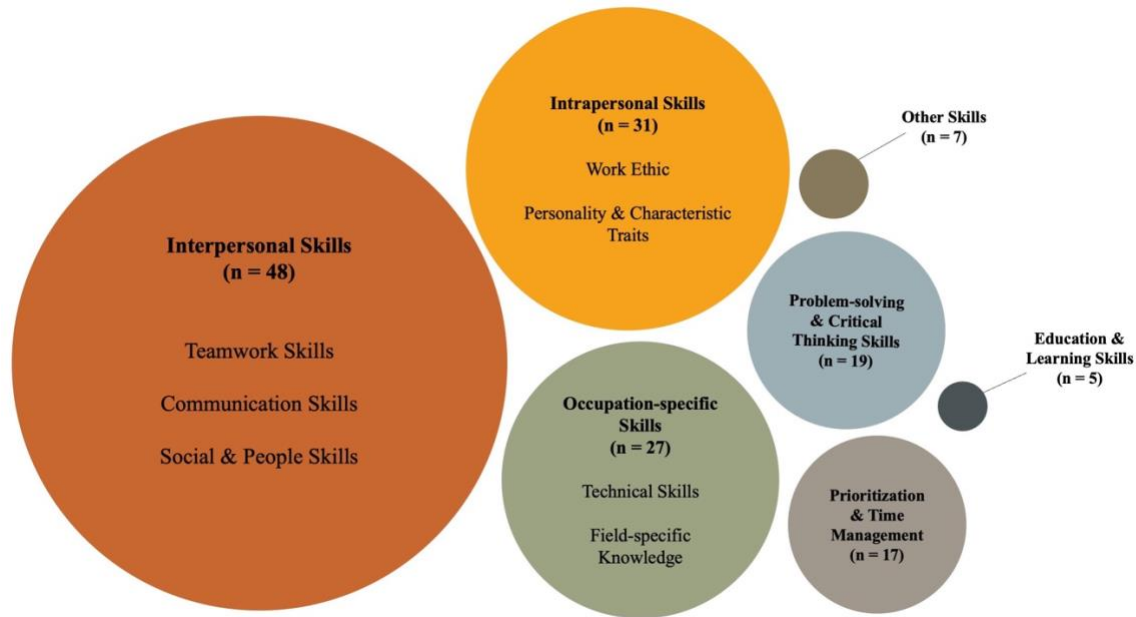 Interpersonal Skills
(n = 48)
Teamwork Skills
Communication Skills
Social & People Skills
Intrapersonal Skills
(n = 31)
Work Ethic
Personality & Characteristic
Traits
Occupation-specific
Skills
(n = 27)
Technical Skills
Field-specific
Knowledge
Other Skills
(n = 7)
Problem-solving
& Critical
Thinking Skills
(n = 19)
Education &
Learning Skills
(n = 5)
Prioritization
& Time
Management
(n = 17)